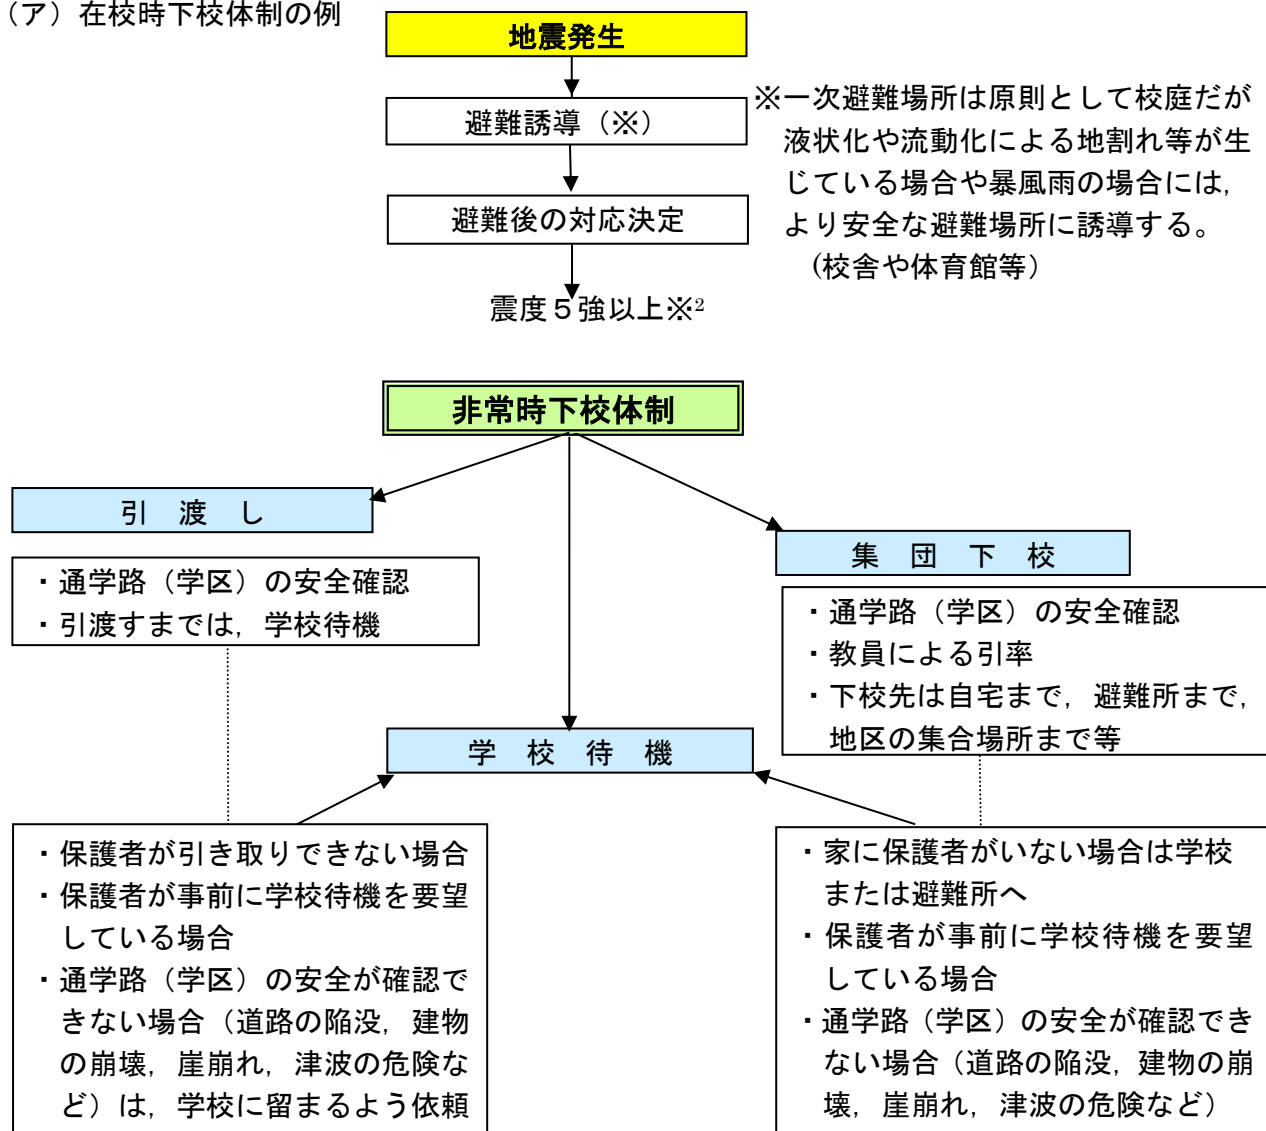 （ア）在校時下校体制の例
地震発生
避難誘導（※）
※一次避難場所は原則として校庭だが
液状化や流動化による地割れ等が生
じている場合や暴風雨の場合には，
より安全な避難場所に誘導する。
(校舎や体育館等）
避難後の対応決定
震度５強以上※2
非常時下校体制
引　渡　し
・通学路（学区）の安全確認
・引渡すまでは，学校待機
集　団　下　校
・通学路（学区）の安全確認
・教員による引率
・下校先は自宅まで，避難所まで，
地区の集合場所まで等
学　校　待　機
・保護者が引き取りできない場合
・保護者が事前に学校待機を要望
している場合
・通学路（学区）の安全が確認で
きない場合（道路の陥没，建物
の崩壊，崖崩れ，津波の危険な
ど）は，学校に留まるよう依頼
・家に保護者がいない場合は学校
または避難所へ
・保護者が事前に学校待機を要望
している場合
・通学路（学区）の安全が確認でき
ない場合（道路の陥没，建物の崩
壊，崖崩れ，津波の危険など）